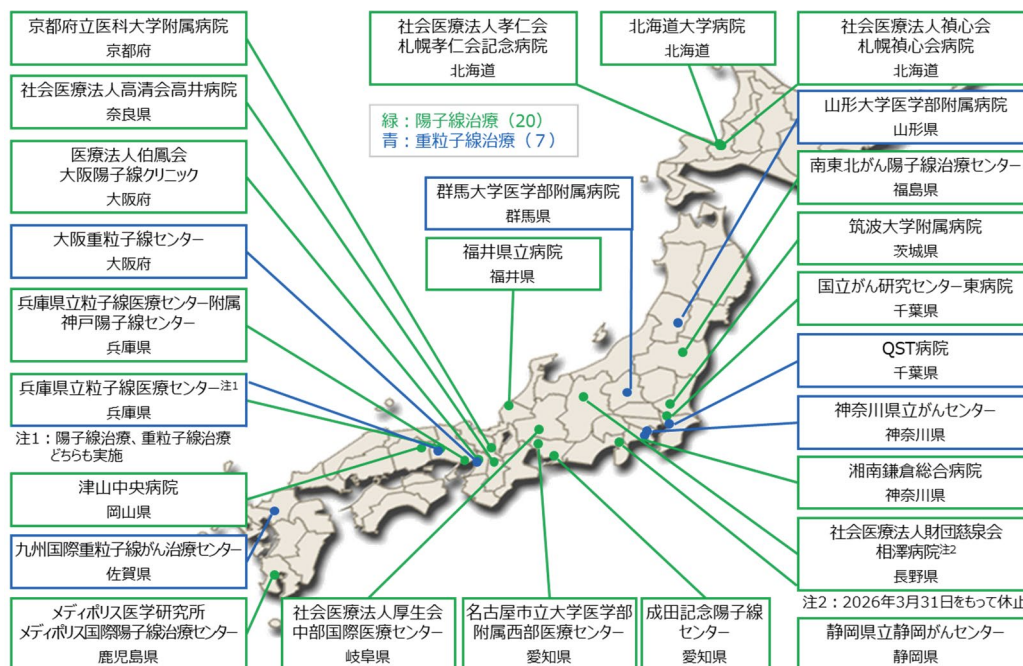 京都府立医科大学附属病院
京都府
社会医療法人高清会高井病院
奈良県
医療法人伯鳳会
大阪陽子線クリニック
大阪府
大阪重粒子線センター
大阪府
兵庫県立粒子線医療センター附属
神戸陽子線センター
兵庫県
兵庫県立粒子線医療センター注1
兵庫県
注1：陽子線治療、重粒子線治療
どちらも実施
津山中央病院
岡山県
九州国際重粒子線がん治療センター
佐賀県
メディポリス医学研究所
メディポリス国際陽子線治療センター
鹿児島県
社会医療法人孝仁会
札幌孝仁会記念病院
北海道
北海道大学病院
北海道
緑：陽子線治療（20）
青：重粒子線治療（7）
群馬大学医学部附属病院
群馬県
福井県立病院
福井県
社会医療法人厚生会
中部国際医療センター
岐阜県
名古屋市立大学医学部
附属西部医療センター
愛知県
成田記念陽子線
センター
愛知県
社会医療法人禎心会
札幌禎心会病院
北海道
山形大学医学部附属病院
山形県
南東北がん陽子線治療センター
福島県
筑波大学附属病院
茨城県
国立がん研究センター東病院
千葉県
QST病院
千葉県
神奈川県立がんセンター
神奈川県
湘南鎌倉総合病院
神奈川県
社会医療法人財団慈泉会
相澤病院注2
長野県
注2：2026年3月31日をもって休止
静岡県立静岡がんセンター
静岡県